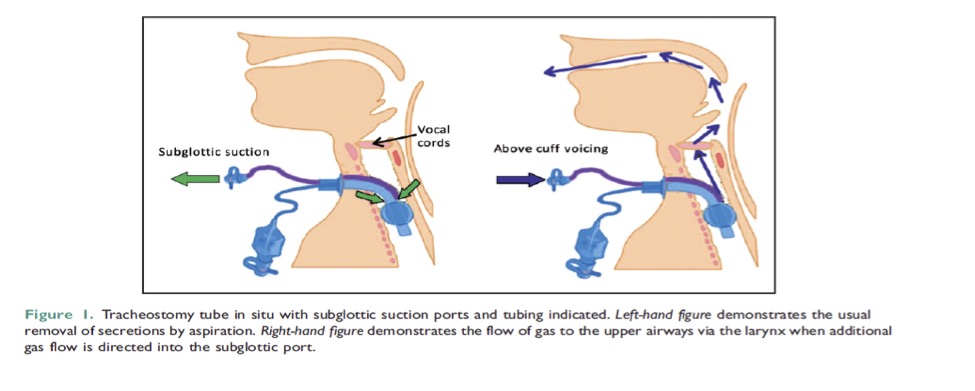 Vocal
cords
Subglottic suction
Above cuff voicing
Figure 1. Tracheostomy tube in situ with subglottic suction ports and tubing indicated. Left-hand figure demonstrates the usual
removal of secretions by aspiration. Right-hand figure demonstrates the flow of gas to the upper airways via the larynx when additional
gas flow is directed into the subglottic port.